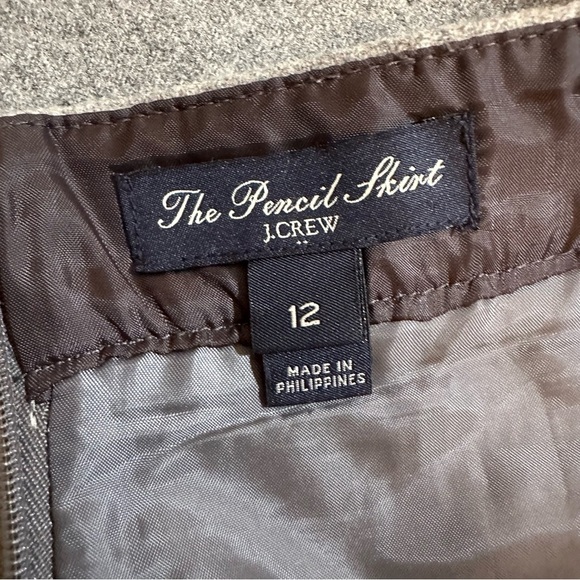 The Pencil Skirt
J.CREW
12
MADE IN
PHILIPPINES